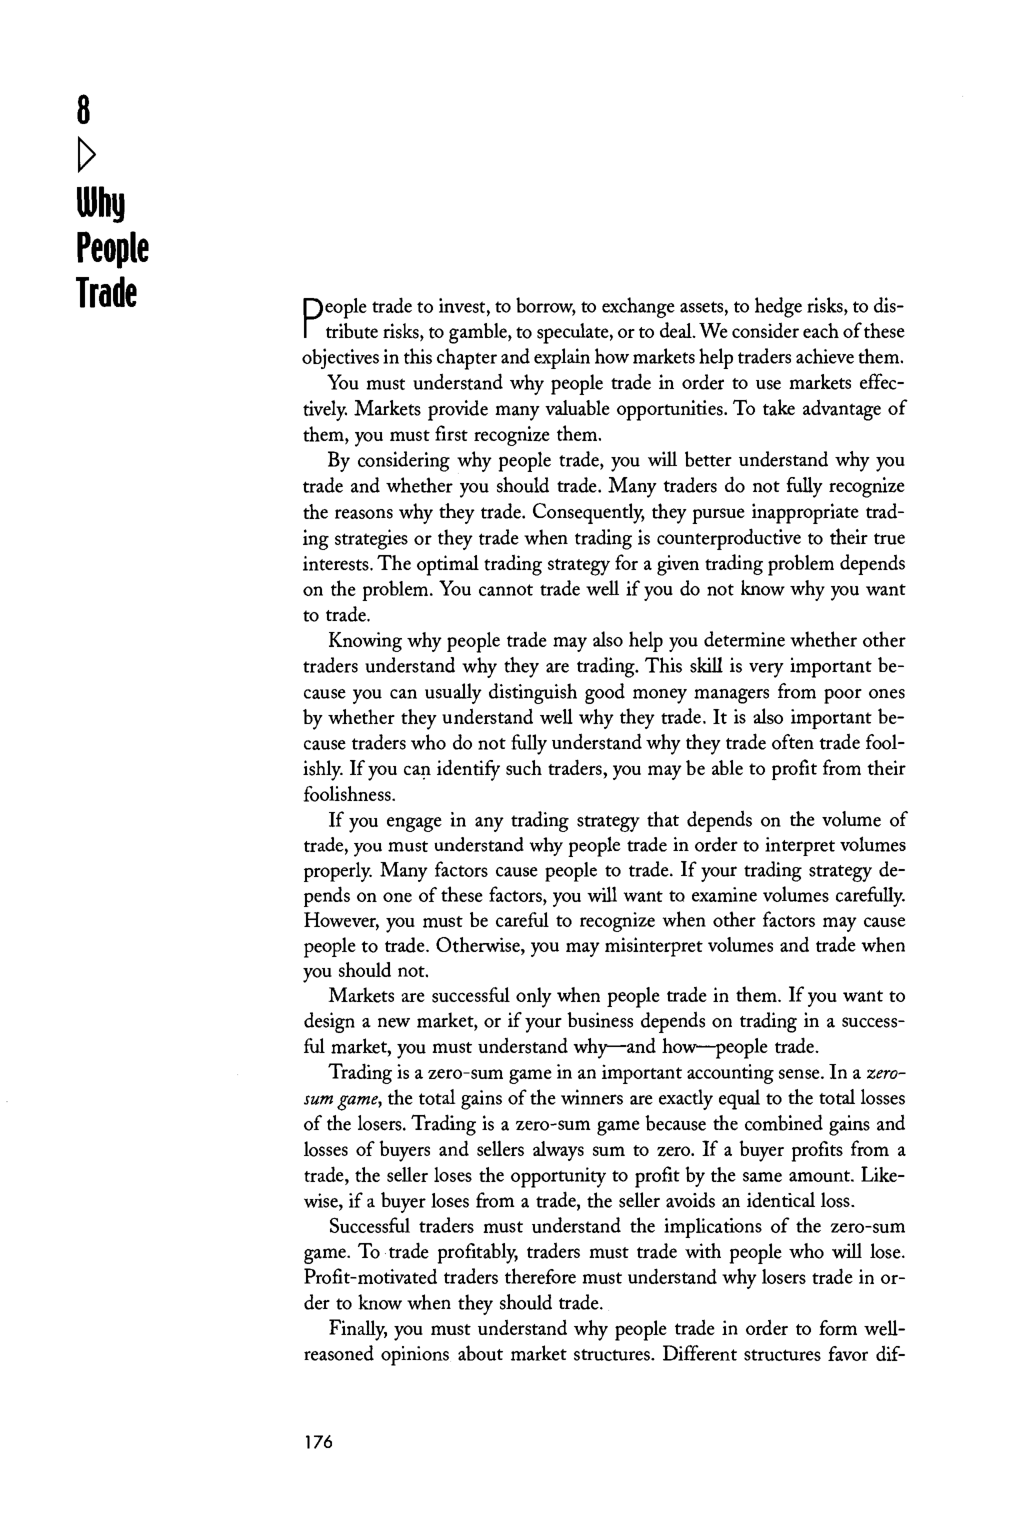 8
Why
People
Trade
People trade to invest, to borrow, to exchange assets, to hedge risks, to dis-
tribute risks, to gamble, to speculate, or to deal. We consider each of these
objectives in this chapter and explain how markets help traders achieve them.
You must understand why people trade in order to use markets effec-
tively. Markets provide many valuable opportunities. To take advantage of
them, you must first recognize them.
By considering why people trade, you will better understand why you
trade and whether you should trade. Many traders do not fully recognize
the reasons why they trade. Consequently, they pursue inappropriate trad-
ing strategies or they trade when trading is counterproductive to their true
interests. The optimal trading strategy for a given trading problem depends
on the problem. You cannot trade well if you do not know why you want
to trade.
Knowing why people trade may also help you determine whether other
traders understand why they are trading. This skill is very important be-
cause you can usually distinguish good money managers from poor ones
by whether they understand well why they trade. It is also important be-
cause traders who do not fully understand why they trade often trade fool-
ishly. If you can identify such traders, you may be able to profit from their
foolishness.
If you engage in any trading strategy that depends on the volume of
trade, you must understand why people trade in order to interpret volumes
properly. Many factors cause people to trade. If your trading strategy de-
pends on one of these factors, you will want to examine volumes carefully.
However, you must be careful to recognize when other factors may cause
people to trade. Otherwise, you may misinterpret volumes and trade when
you should not.
Markets are successful only when people trade in them. If you want to
design a new market, or if your business depends on trading in a success-
ful market, you must understand why—and how—people trade.
Trading is a zero-sum game in an important accounting sense. In a zero-
sum game, the total gains of the winners are exactly equal to the total losses
of the losers. Trading is a zero-sum game because the combined gains and
losses of buyers and sellers always sum to zero. If a buyer profits from a
trade, the seller loses the opportunity to profit by the same amount. Like-
wise, if a buyer loses from a trade, the seller avoids an identical loss.
Successful traders must understand the implications of the zero-sum
game. To trade profitably, traders must trade with people who will lose.
Profit-motivated traders therefore must understand why losers trade in or-
der to know when they should trade.
Finally, you must understand why people trade in order to form well-
reasoned opinions about market structures. Different structures favor dif-
176